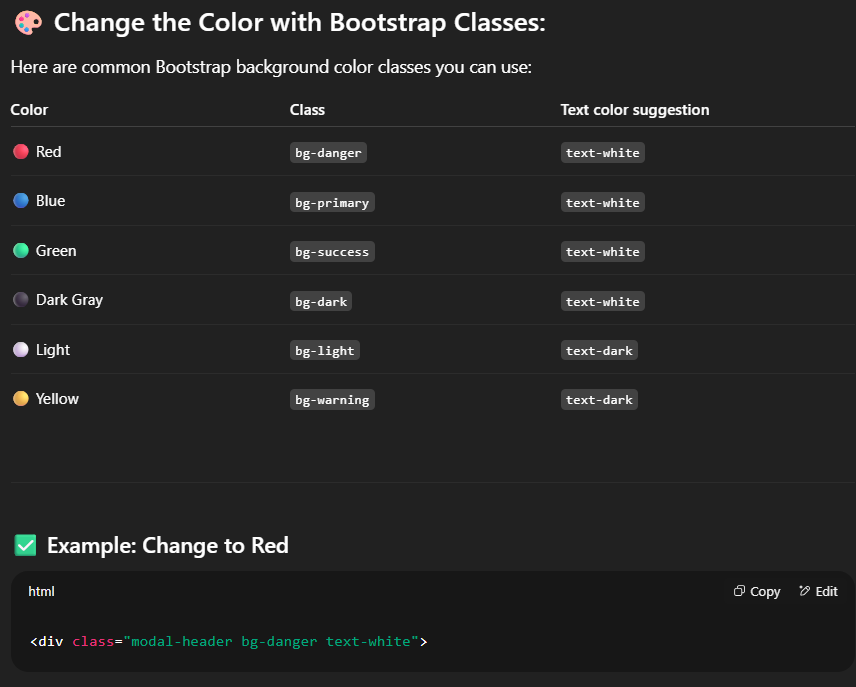 🎨 Change the Color with Bootstrap Classes:
Here are common Bootstrap background color classes you can use:
Color Class Text color suggestion
🔴 Red bg-danger text-white
🔵 Blue bg-primary text-white
🟢 Green bg-success text-white
⚫ Dark Gray bg-dark text-white
⚪ Light bg-light text-dark
🟡 Yellow bg-warning text-dark
✅ Example: Change to Red
html Copy Edit
<div class="modal-header bg-danger text-white">